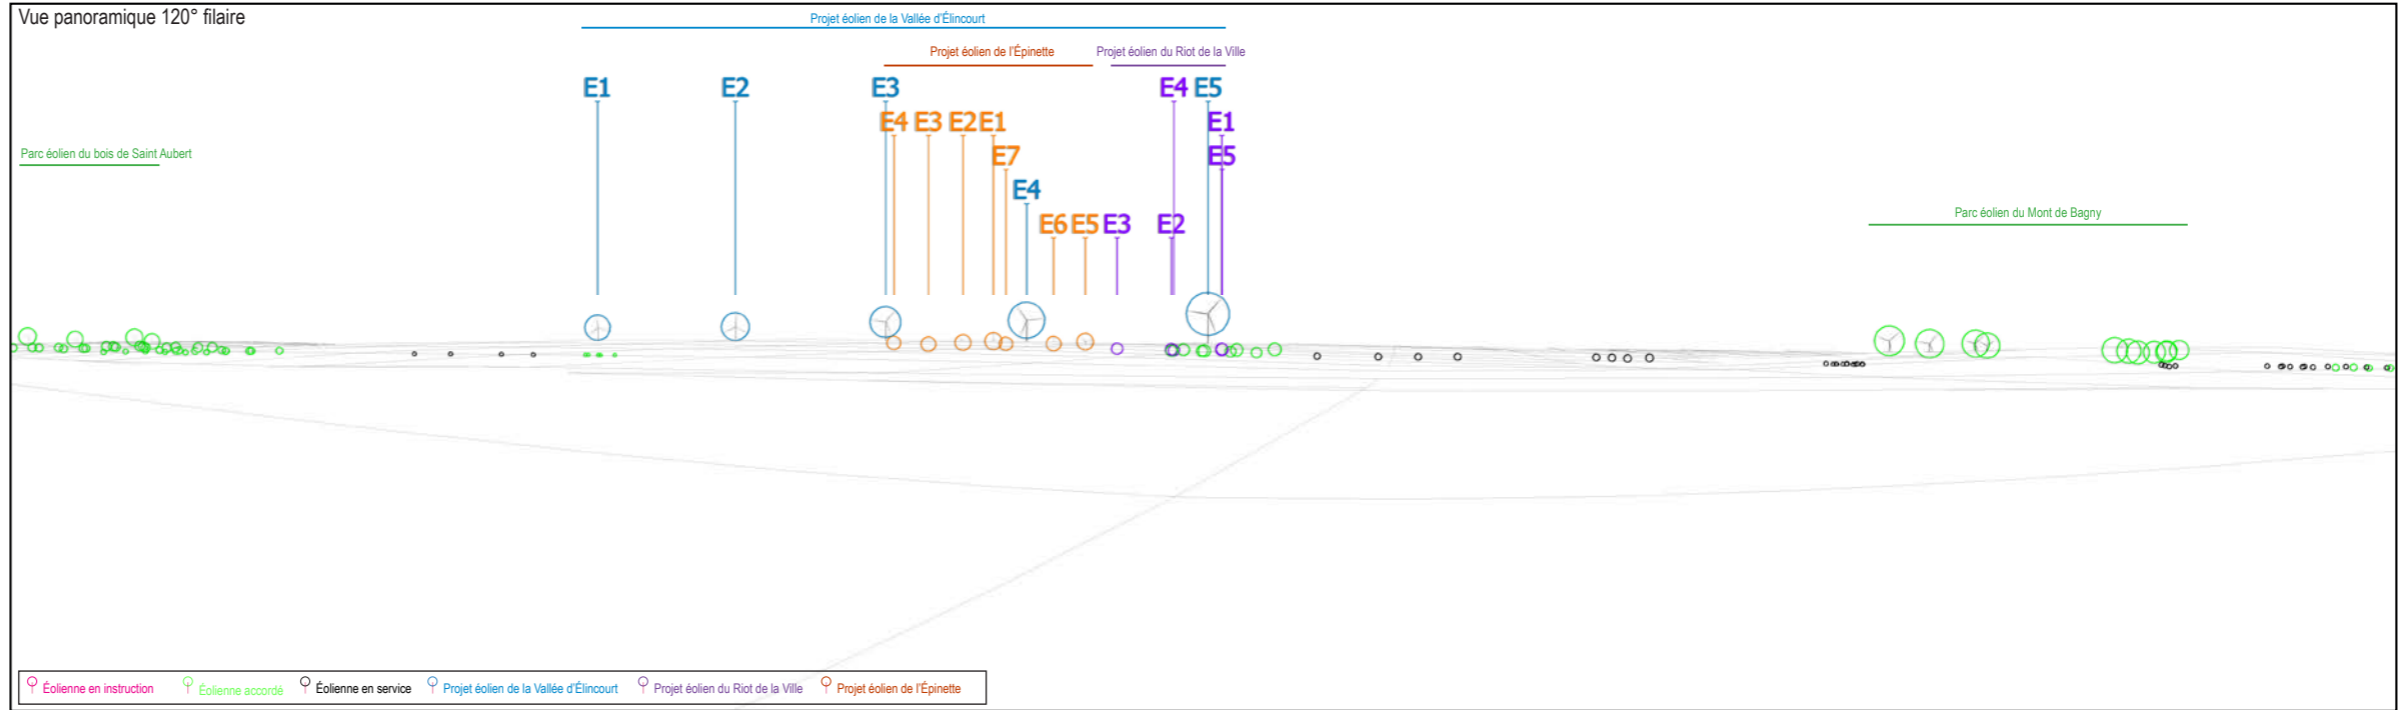 Vue panoramique 120° filaire
Projet éolien de la Vallée d'Élincourt
Projet éolien de l'Épinette
Projet éolien du Riot de la Ville
E1
E2
E3
E4
E5
E4
E3
E2
E1
E1
Parc éolien du bois de Saint Aubert
E7
E5
E4
E6
E5
E3
E2
Parc éolien du Mont de Bagny
Éolienne en instruction
Éolienne accordé
Éolienne en service
Projet éolien de la Vallée d'Élincourt
Projet éolien du Riot de la Ville
Projet éolien de l'Épinette